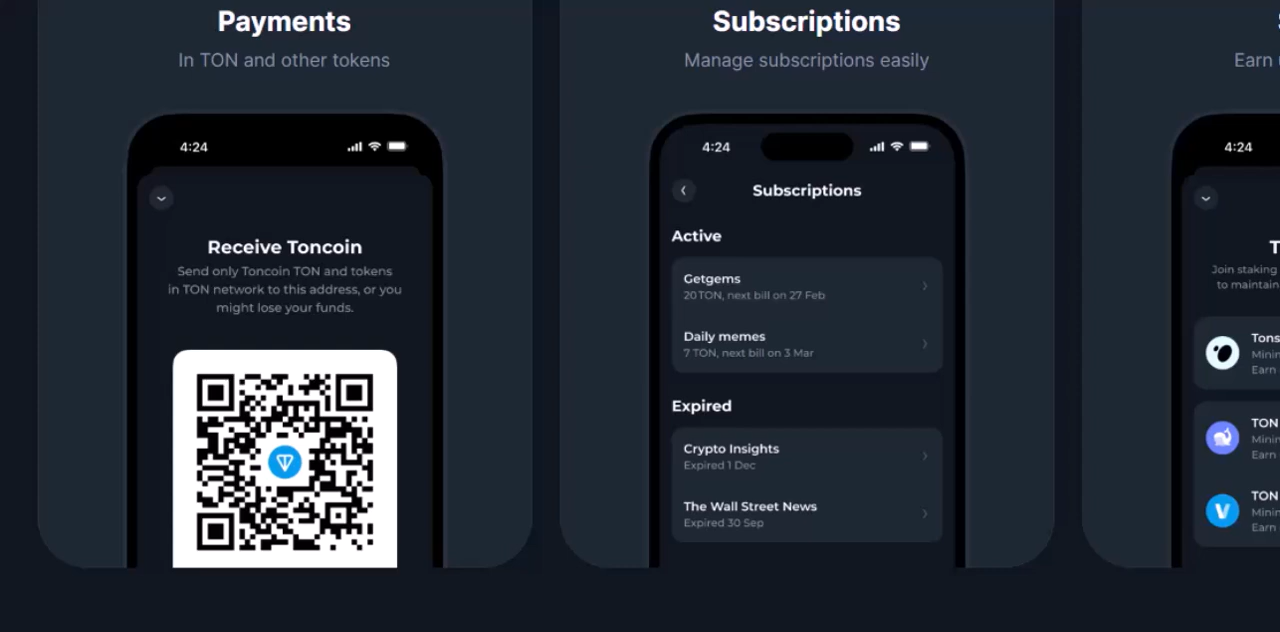 Payments
In TON and other tokens
4:24
Receive Toncoin
Send only Toncoin TON and tokens
in TON network to this address, or you
might lose your funds.
Subscriptions
Manage subscriptions easily
4:24
Subscriptions
Active
Getgems
20 TON, next bill on 27 Feb
Daily memes
7 TON, next bill on 3 Mar
Expired
Crypto Insights
Expired 1 Dec
The Wall Street News
Expired 30 Sep
Earn
4:24
Join staking
to maintain
Earn
TON
Earn
TON
Earn